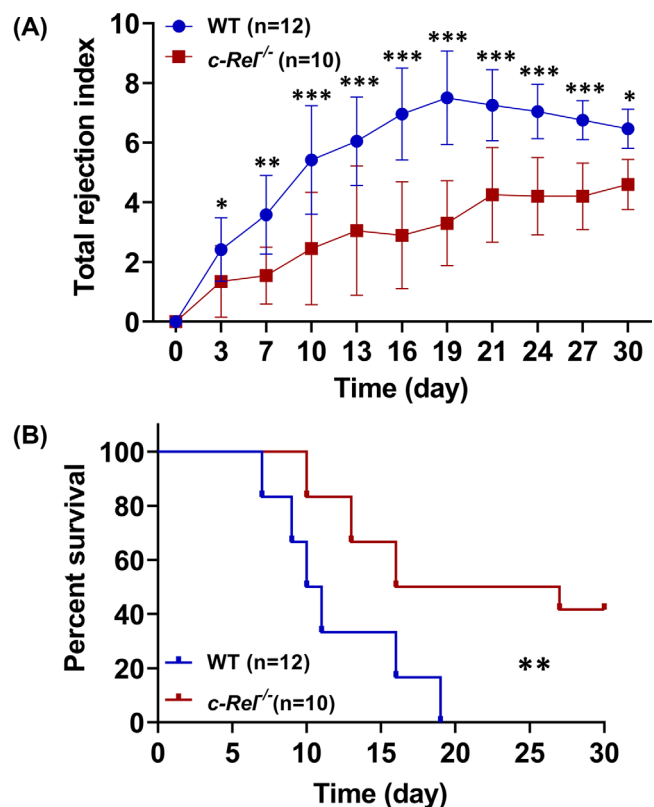 (A)
Total rejection index
10
8
6
4
2
0
WT (n=12)
c-Rel⁻/⁻ (n=10)
*
**
***
***
***
***
***
***
***
*
0 3 7 10 13 16 19 21 24 27 30
Time (day)
(B)
Percent survival
100
80
60
40
20
0
WT (n=12)
c-Rel⁻/⁻ (n=10)
**
0 5 10 15 20 25 30
Time (day)